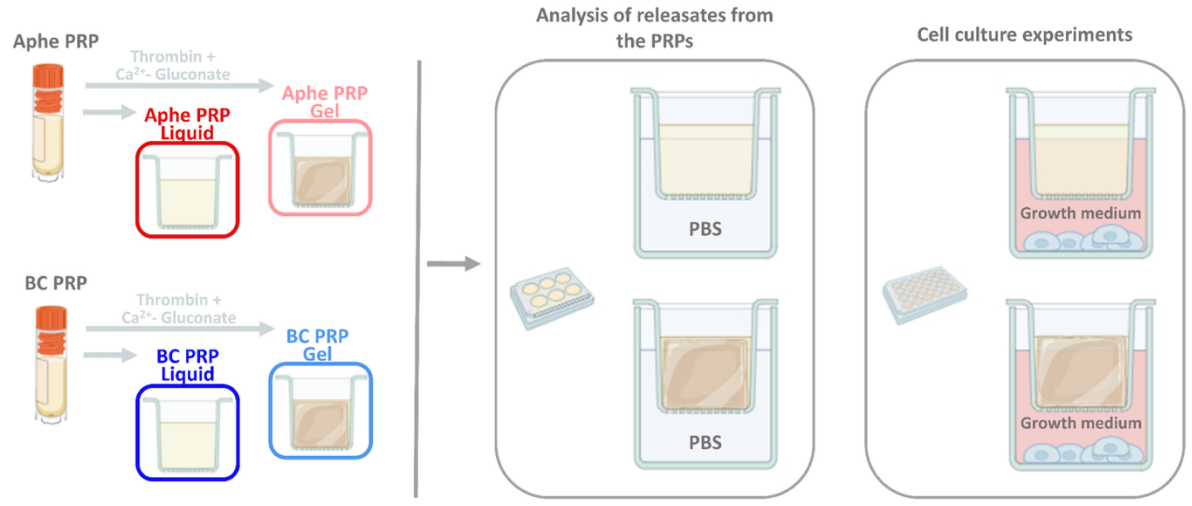 Aphe PRP
Thrombin +
Ca²⁺- Gluconate
Aphe PRP
Liquid
Aphe PRP
Gel
BC PRP
Thrombin +
Ca²⁺- Gluconate
BC PRP
Liquid
BC PRP
Gel
Analysis of releasates from
the PRPs
PBS
PBS
Cell culture experiments
Growth medium
Growth medium